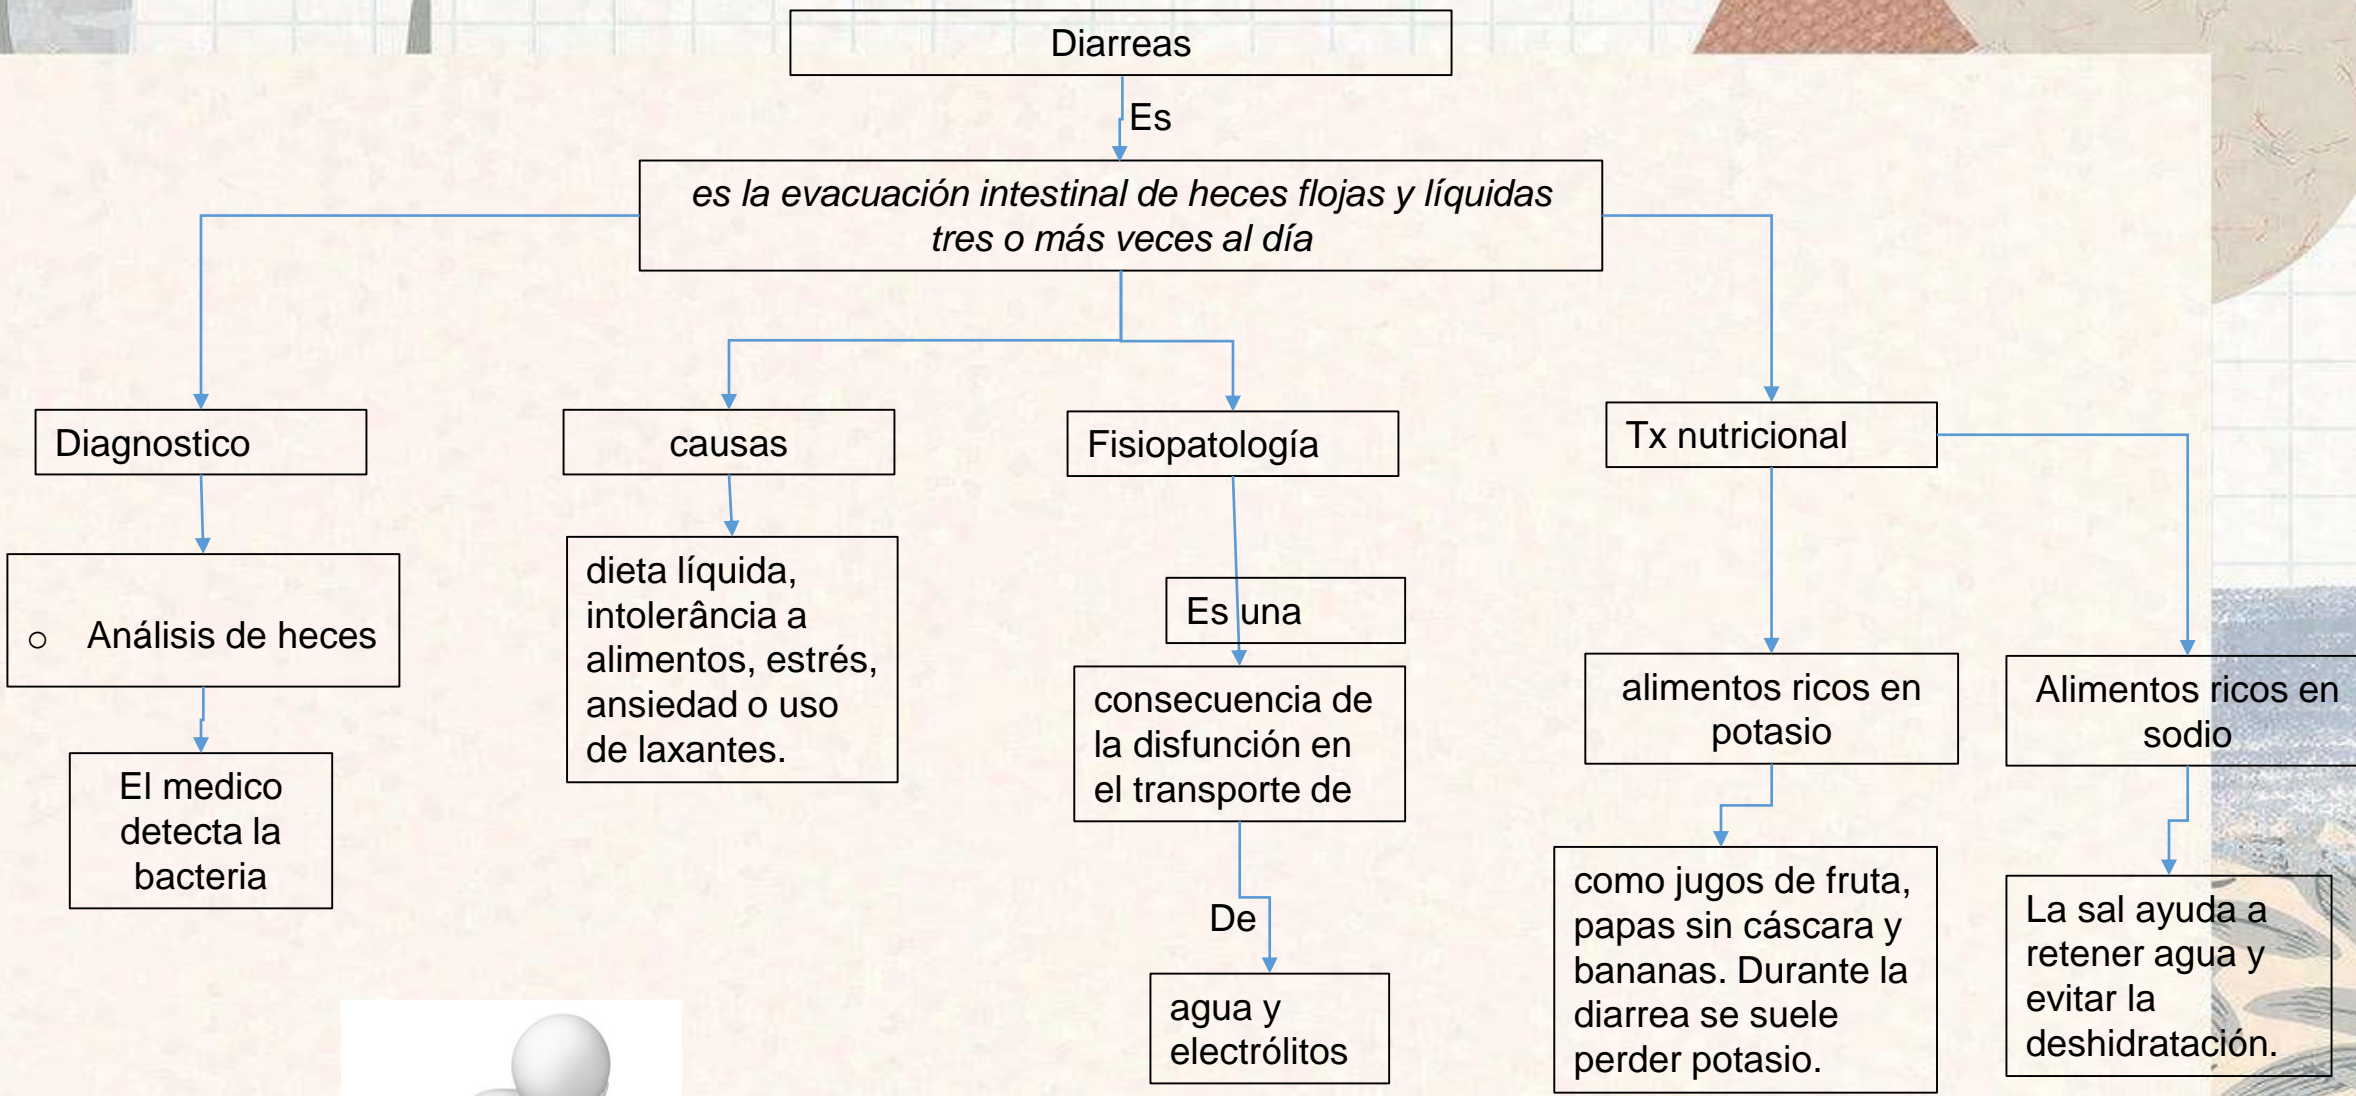 Diarreas
Es
es la evacuación intestinal de heces flojas y líquidas
tres o más veces al día
Diagnostico
o Análisis de heces
El medico
detecta la
bacteria
causas
dieta líquida,
intolerância a
alimentos, estrés,
ansiedad o uso
de laxantes.
Fisiopatología
Es una
consecuencia de
la disfunción en
el transporte de
De
agua y
electrólitos
Tx nutricional
alimentos ricos en
potasio
como jugos de fruta,
papas sin cáscara y
bananas. Durante la
diarrea se suele
perder potasio.
Alimentos ricos en
sodio
La sal ayuda a
retener agua y
evitar la
deshidratación.